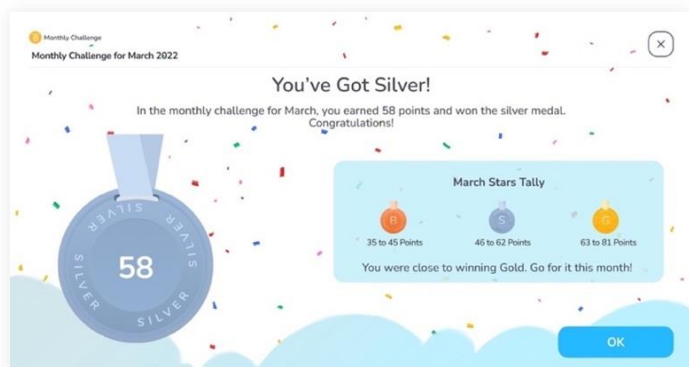 Monthly Challenge
Monthly Challenge for March 2022
You've Got Silver!
In the monthly challenge for March, you earned 58 points and won the silver medal.
Congratulations!
SILVER
SILVER
SILVER
SILVER
58
March Stars Tally
B
S
G
35 to 45 Points
46 to 62 Points
63 to 81 Points
You were close to winning Gold. Go for it this month!
OK